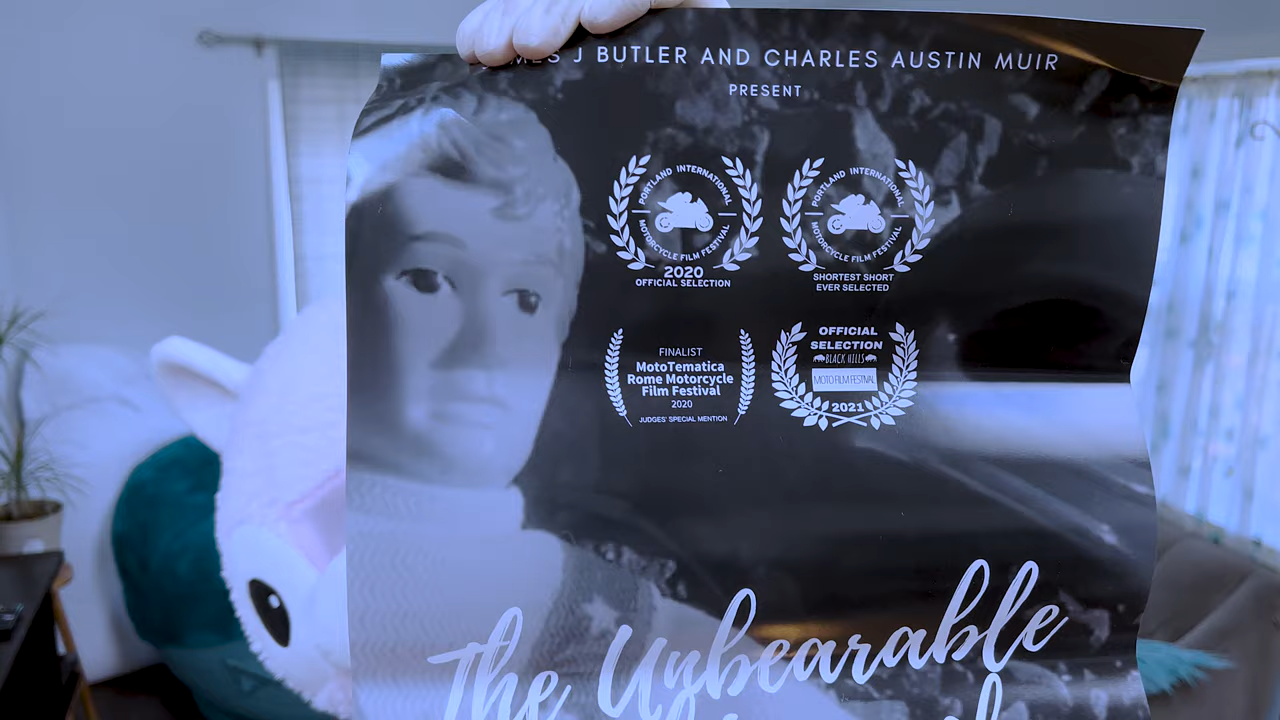 J BUTLER AND CHARLES AUSTIN MUIR
PRESENT
PORTLAND INTERNATIONAL
MOTORCYCLE FILM FESTIVAL
2020
OFFICIAL SELECTION
PORTLAND INTERNATIONAL
MOTORCYCLE FILM FESTIVAL
SHORTEST SHORT
EVER SELECTED
FINALIST
MotoTematica
Rome Motorcycle
Film Festival
2020
JUDGES' SPECIAL MENTION
OFFICIAL
SELECTION
BLACK HILLS
MOTO FILM FESTIVAL
2021
The Unbearable